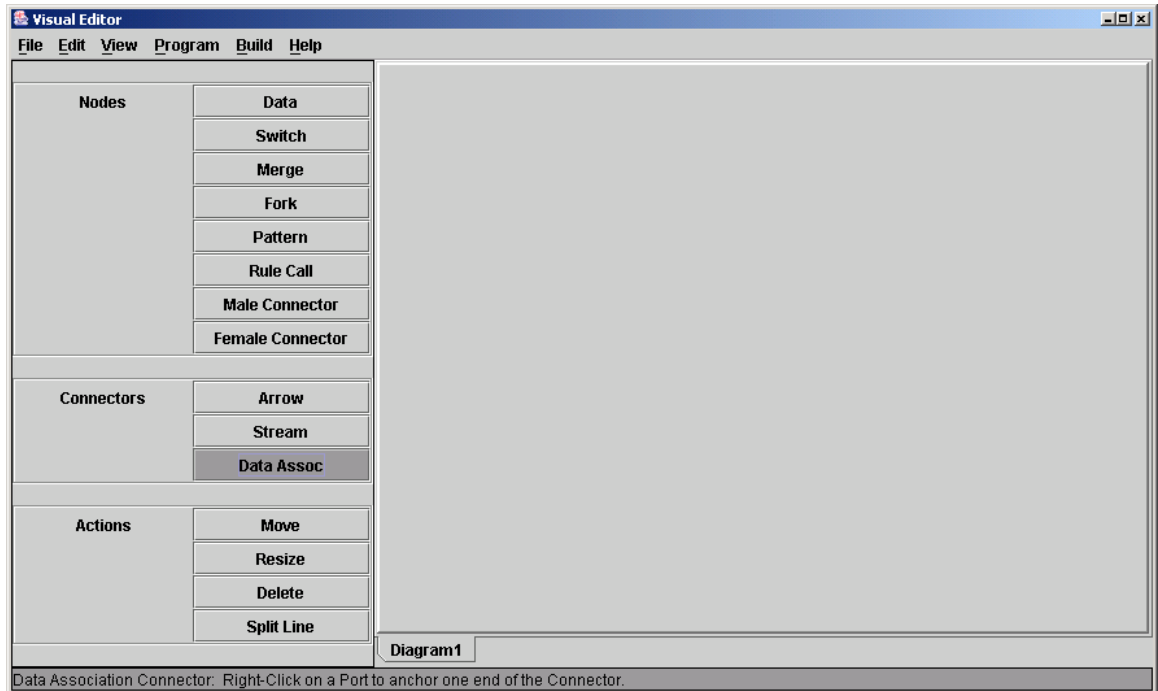 Visual Editor
File Edit View Program Build Help
Nodes
Data
Switch
Merge
Fork
Pattern
Rule Call
Male Connector
Female Connector
Connectors
Arrow
Stream
Data Assoc
Actions
Move
Resize
Delete
Split Line
Diagram1
Data Association Connector: Right-Click on a Port to anchor one end of the Connector.